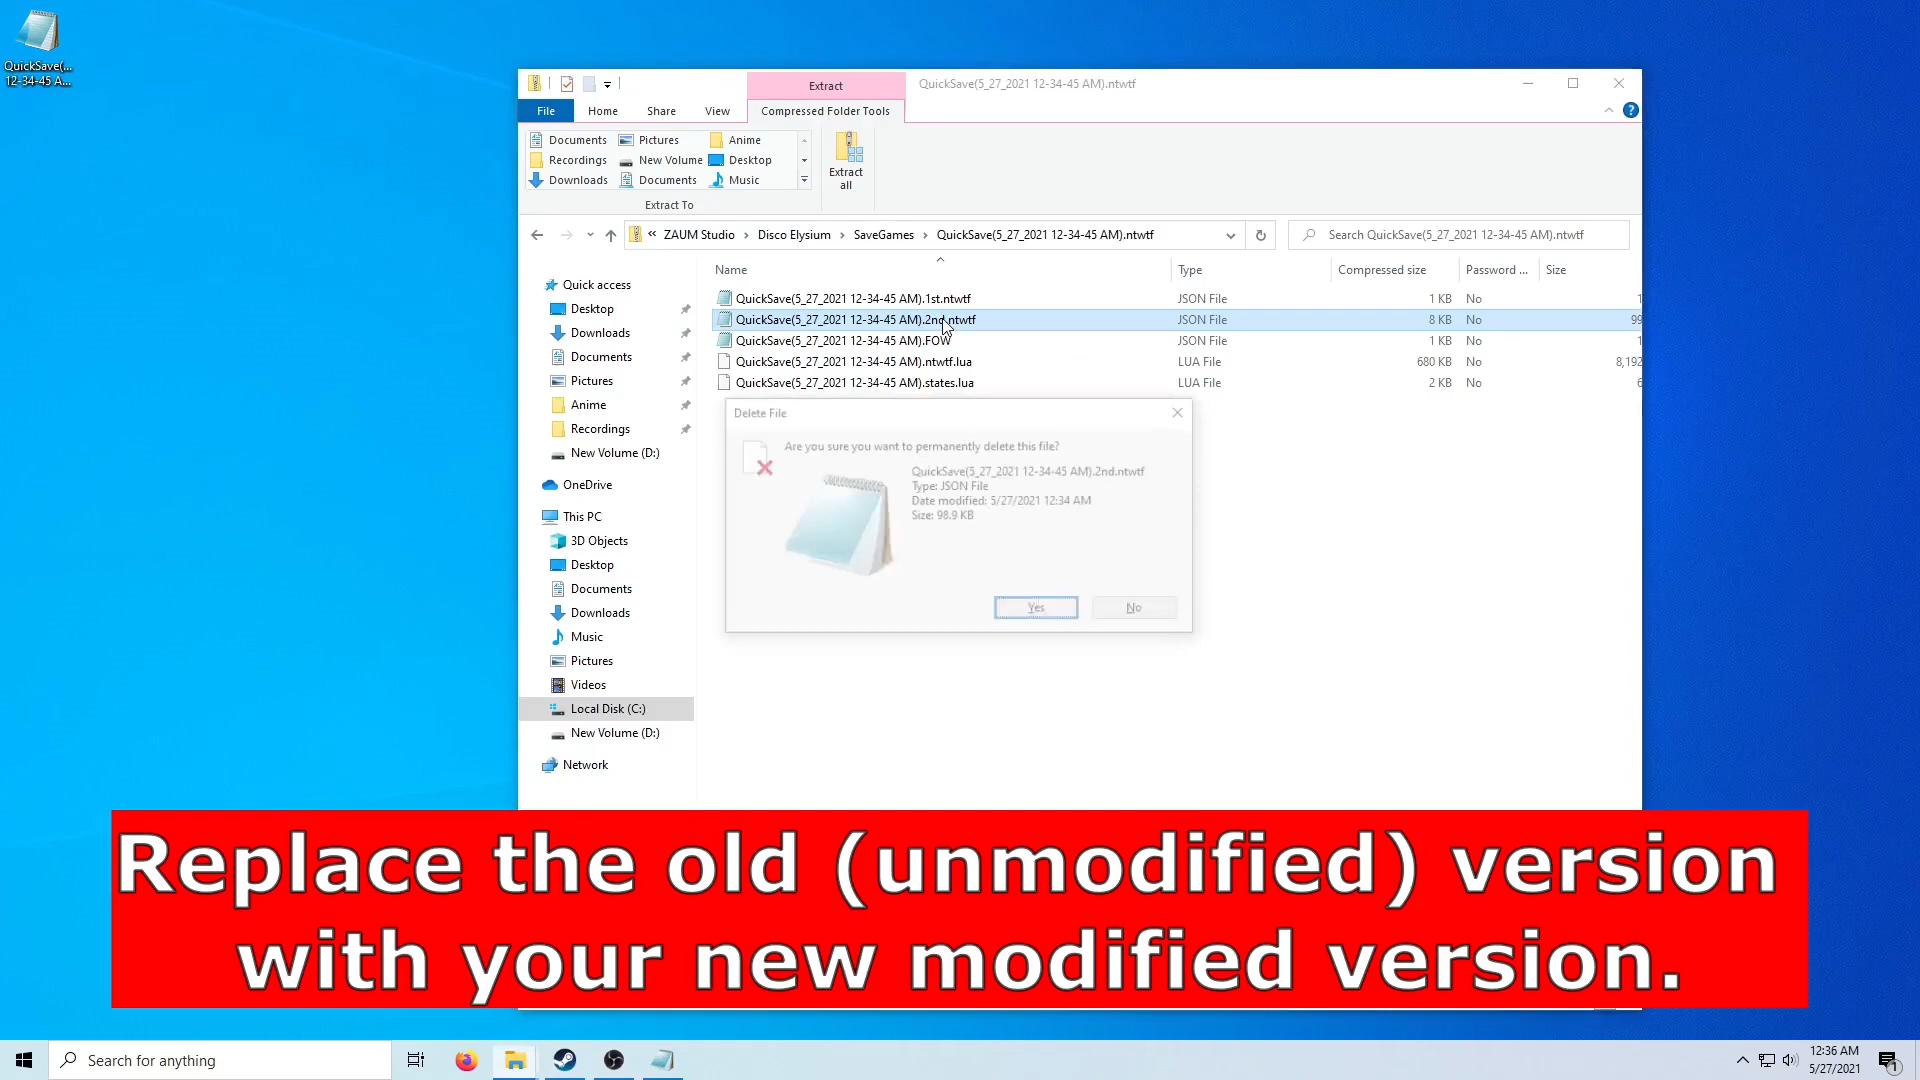 QuickSave(...
12-34-45 A...
Extract
QuickSave(5_27_2021 12-34-45 AM).ntwtf
File
Home
Share
View
Compressed Folder Tools
Documents
Pictures
Anime
Recordings
New Volume
Desktop
Downloads
Documents
Music
Extract To
Extract
all
« ZAUM Studio › Disco Elysium › SaveGames › QuickSave(5_27_2021 12-34-45 AM).ntwtf
Search QuickSave(5_27_2021 12-34-45 AM).ntwtf
Name Type Compressed size Password ... Size
QuickSave(5_27_2021 12-34-45 AM).1st.ntwtf JSON File 1 KB No 1
QuickSave(5_27_2021 12-34-45 AM).2nd.ntwtf JSON File 8 KB No 99
QuickSave(5_27_2021 12-34-45 AM).FOW JSON File 1 KB No 1
QuickSave(5_27_2021 12-34-45 AM).ntwtf.lua LUA File 680 KB No 8,192
QuickSave(5_27_2021 12-34-45 AM).states.lua LUA File 2 KB No 6
Quick access
Desktop
Downloads
Documents
Pictures
Anime
Recordings
New Volume (D:)
OneDrive
This PC
3D Objects
Desktop
Documents
Downloads
Music
Pictures
Videos
Local Disk (C:)
New Volume (D:)
Network
Delete File
Are you sure you want to permanently delete this file?
QuickSave(5_27_2021 12-34-45 AM).2nd.ntwtf
Type: JSON File
Date modified: 5/27/2021 12:34 AM
Size: 98.9 KB
Yes
No
Replace the old (unmodified) version
with your new modified version.
Search for anything
12:36 AM
5/27/2021
1